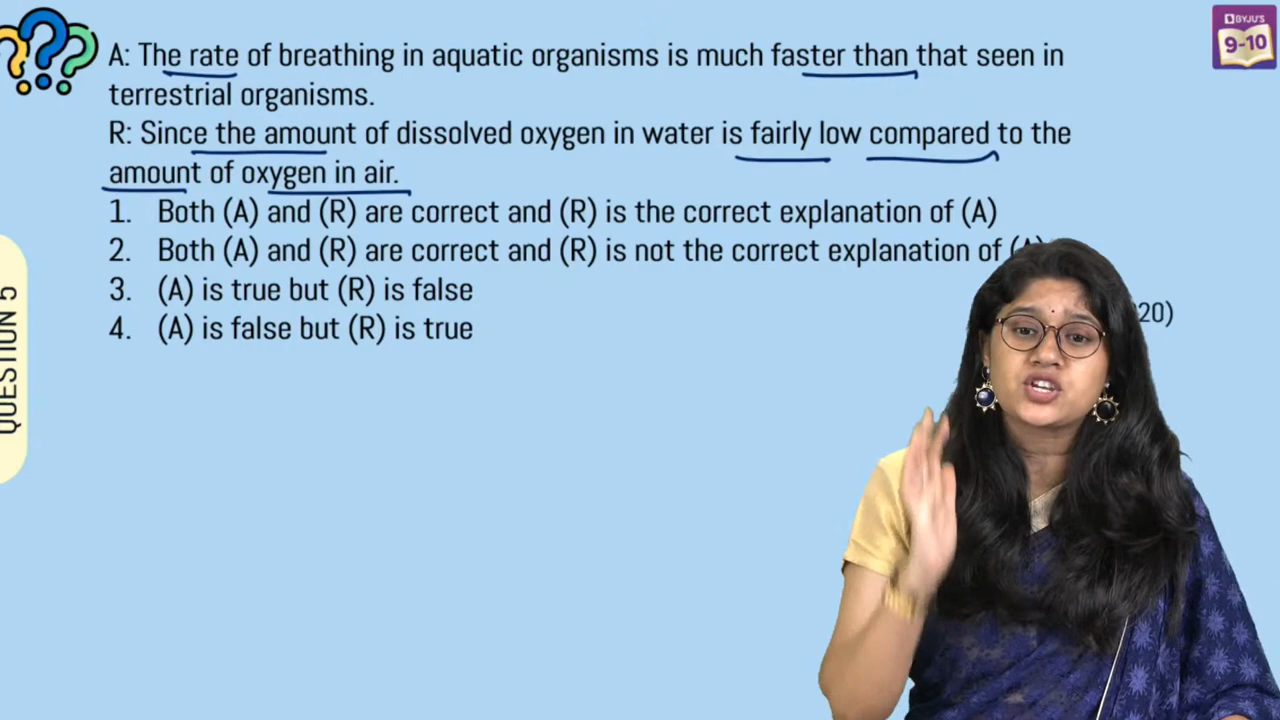 BYJU'S
9-10
A: The rate of breathing in aquatic organisms is much faster than that seen in
terrestrial organisms.
R: Since the amount of dissolved oxygen in water is fairly low compared to the
amount of oxygen in air.
1. Both (A) and (R) are correct and (R) is the correct explanation of (A)
2. Both (A) and (R) are correct and (R) is not the correct explanation of (A)
3. (A) is true but (R) is false
20)
4. (A) is false but (R) is true
QUESTION 5